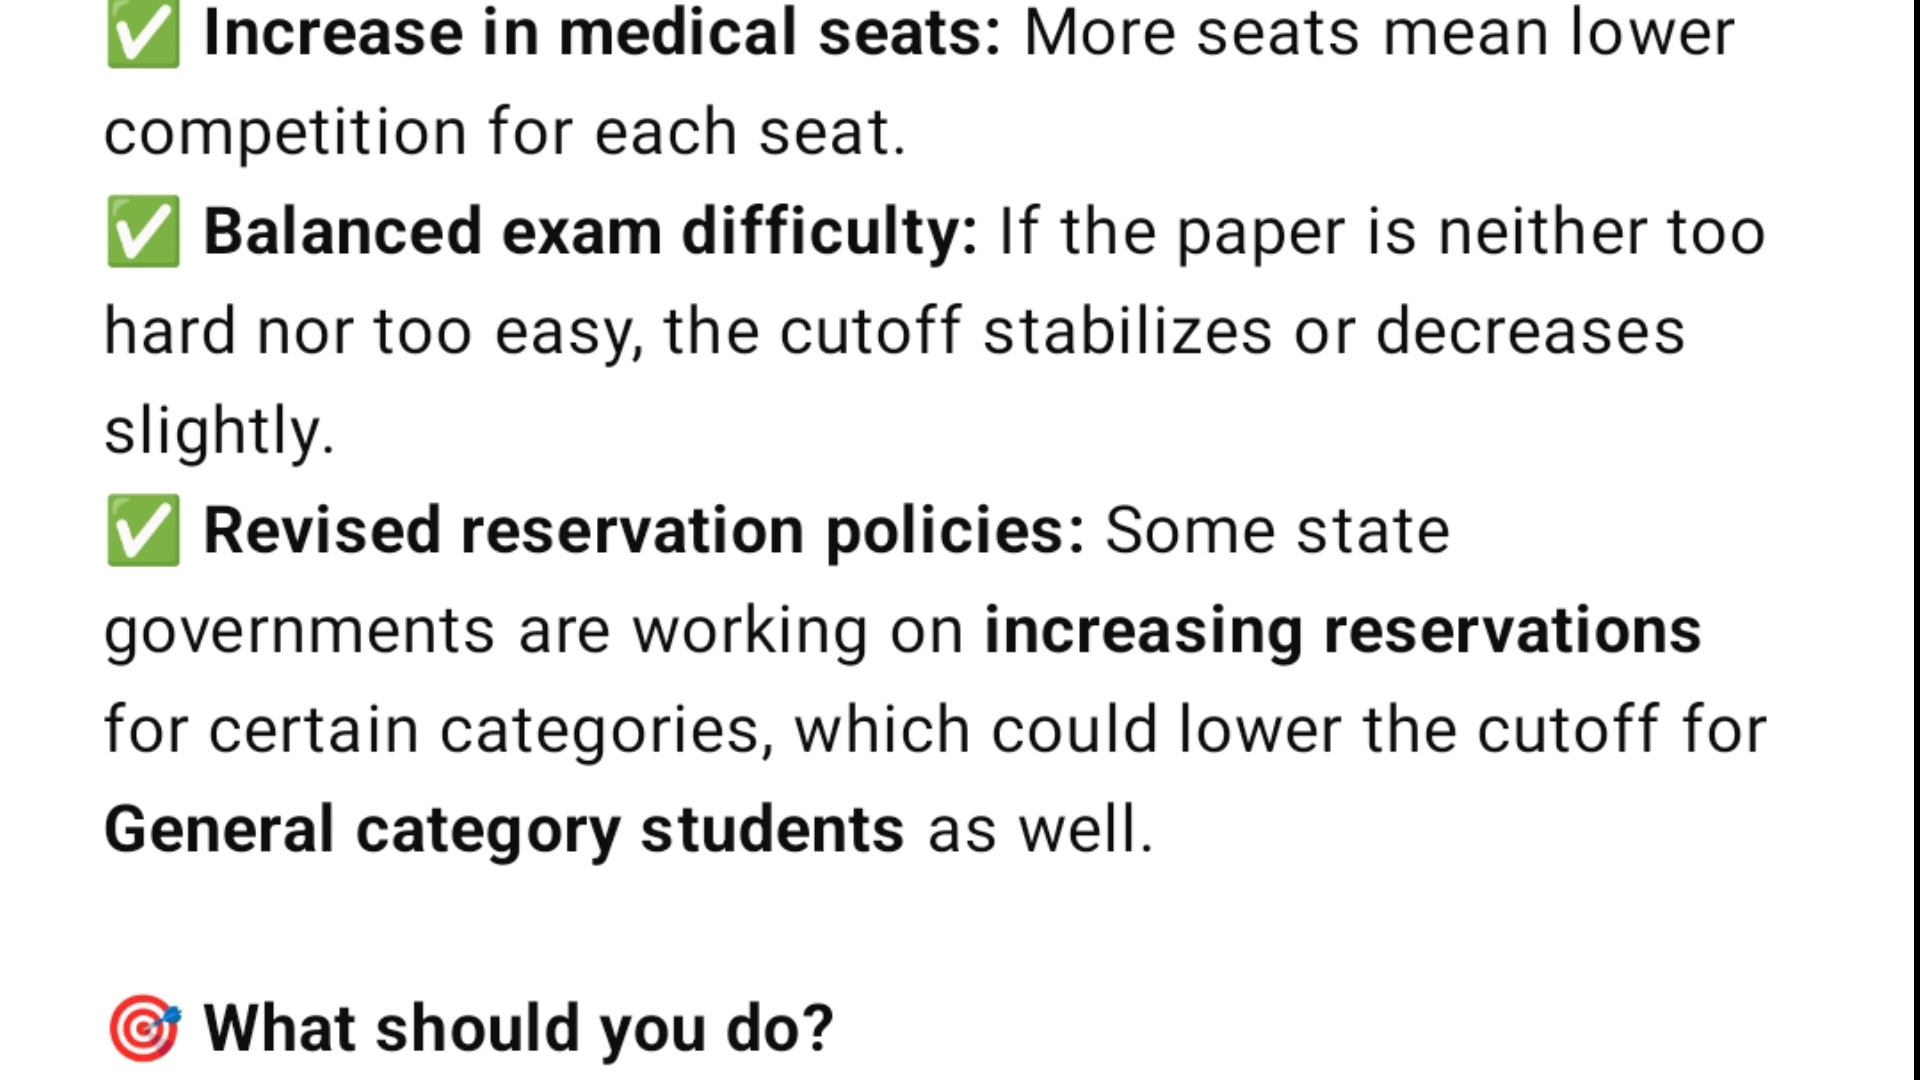 ✅ Increase in medical seats: More seats mean lower
competition for each seat.
✅ Balanced exam difficulty: If the paper is neither too
hard nor too easy, the cutoff stabilizes or decreases
slightly.
✅ Revised reservation policies: Some state
governments are working on increasing reservations
for certain categories, which could lower the cutoff for
General category students as well.
🎯 What should you do?